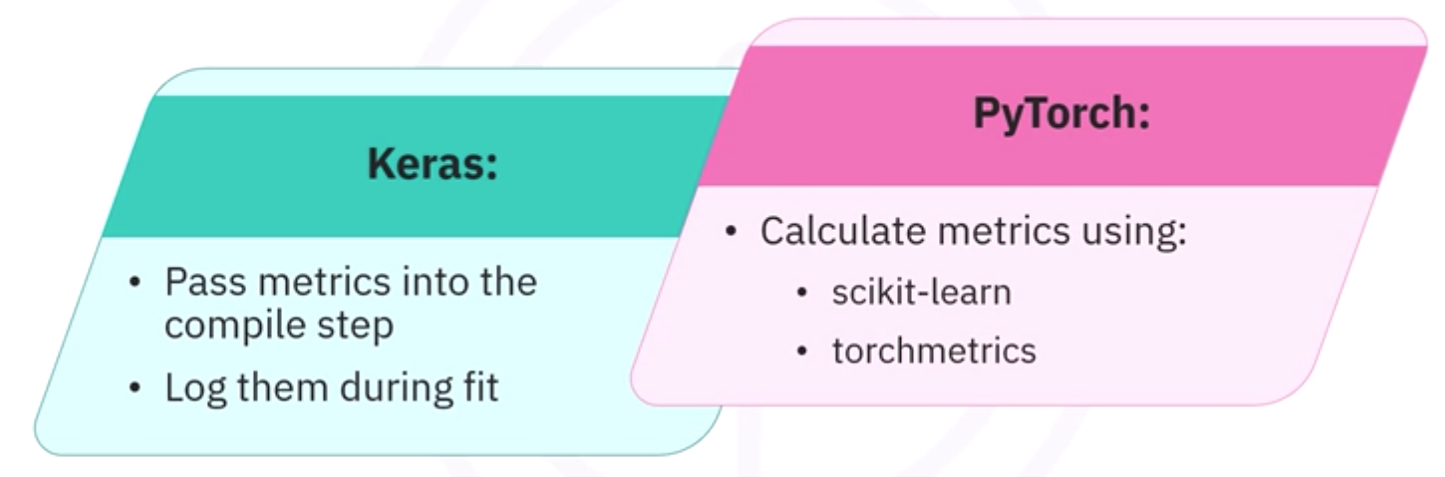 Keras:
• Pass metrics into the
compile step
• Log them during fit
PyTorch:
• Calculate metrics using:
• scikit-learn
• torchmetrics